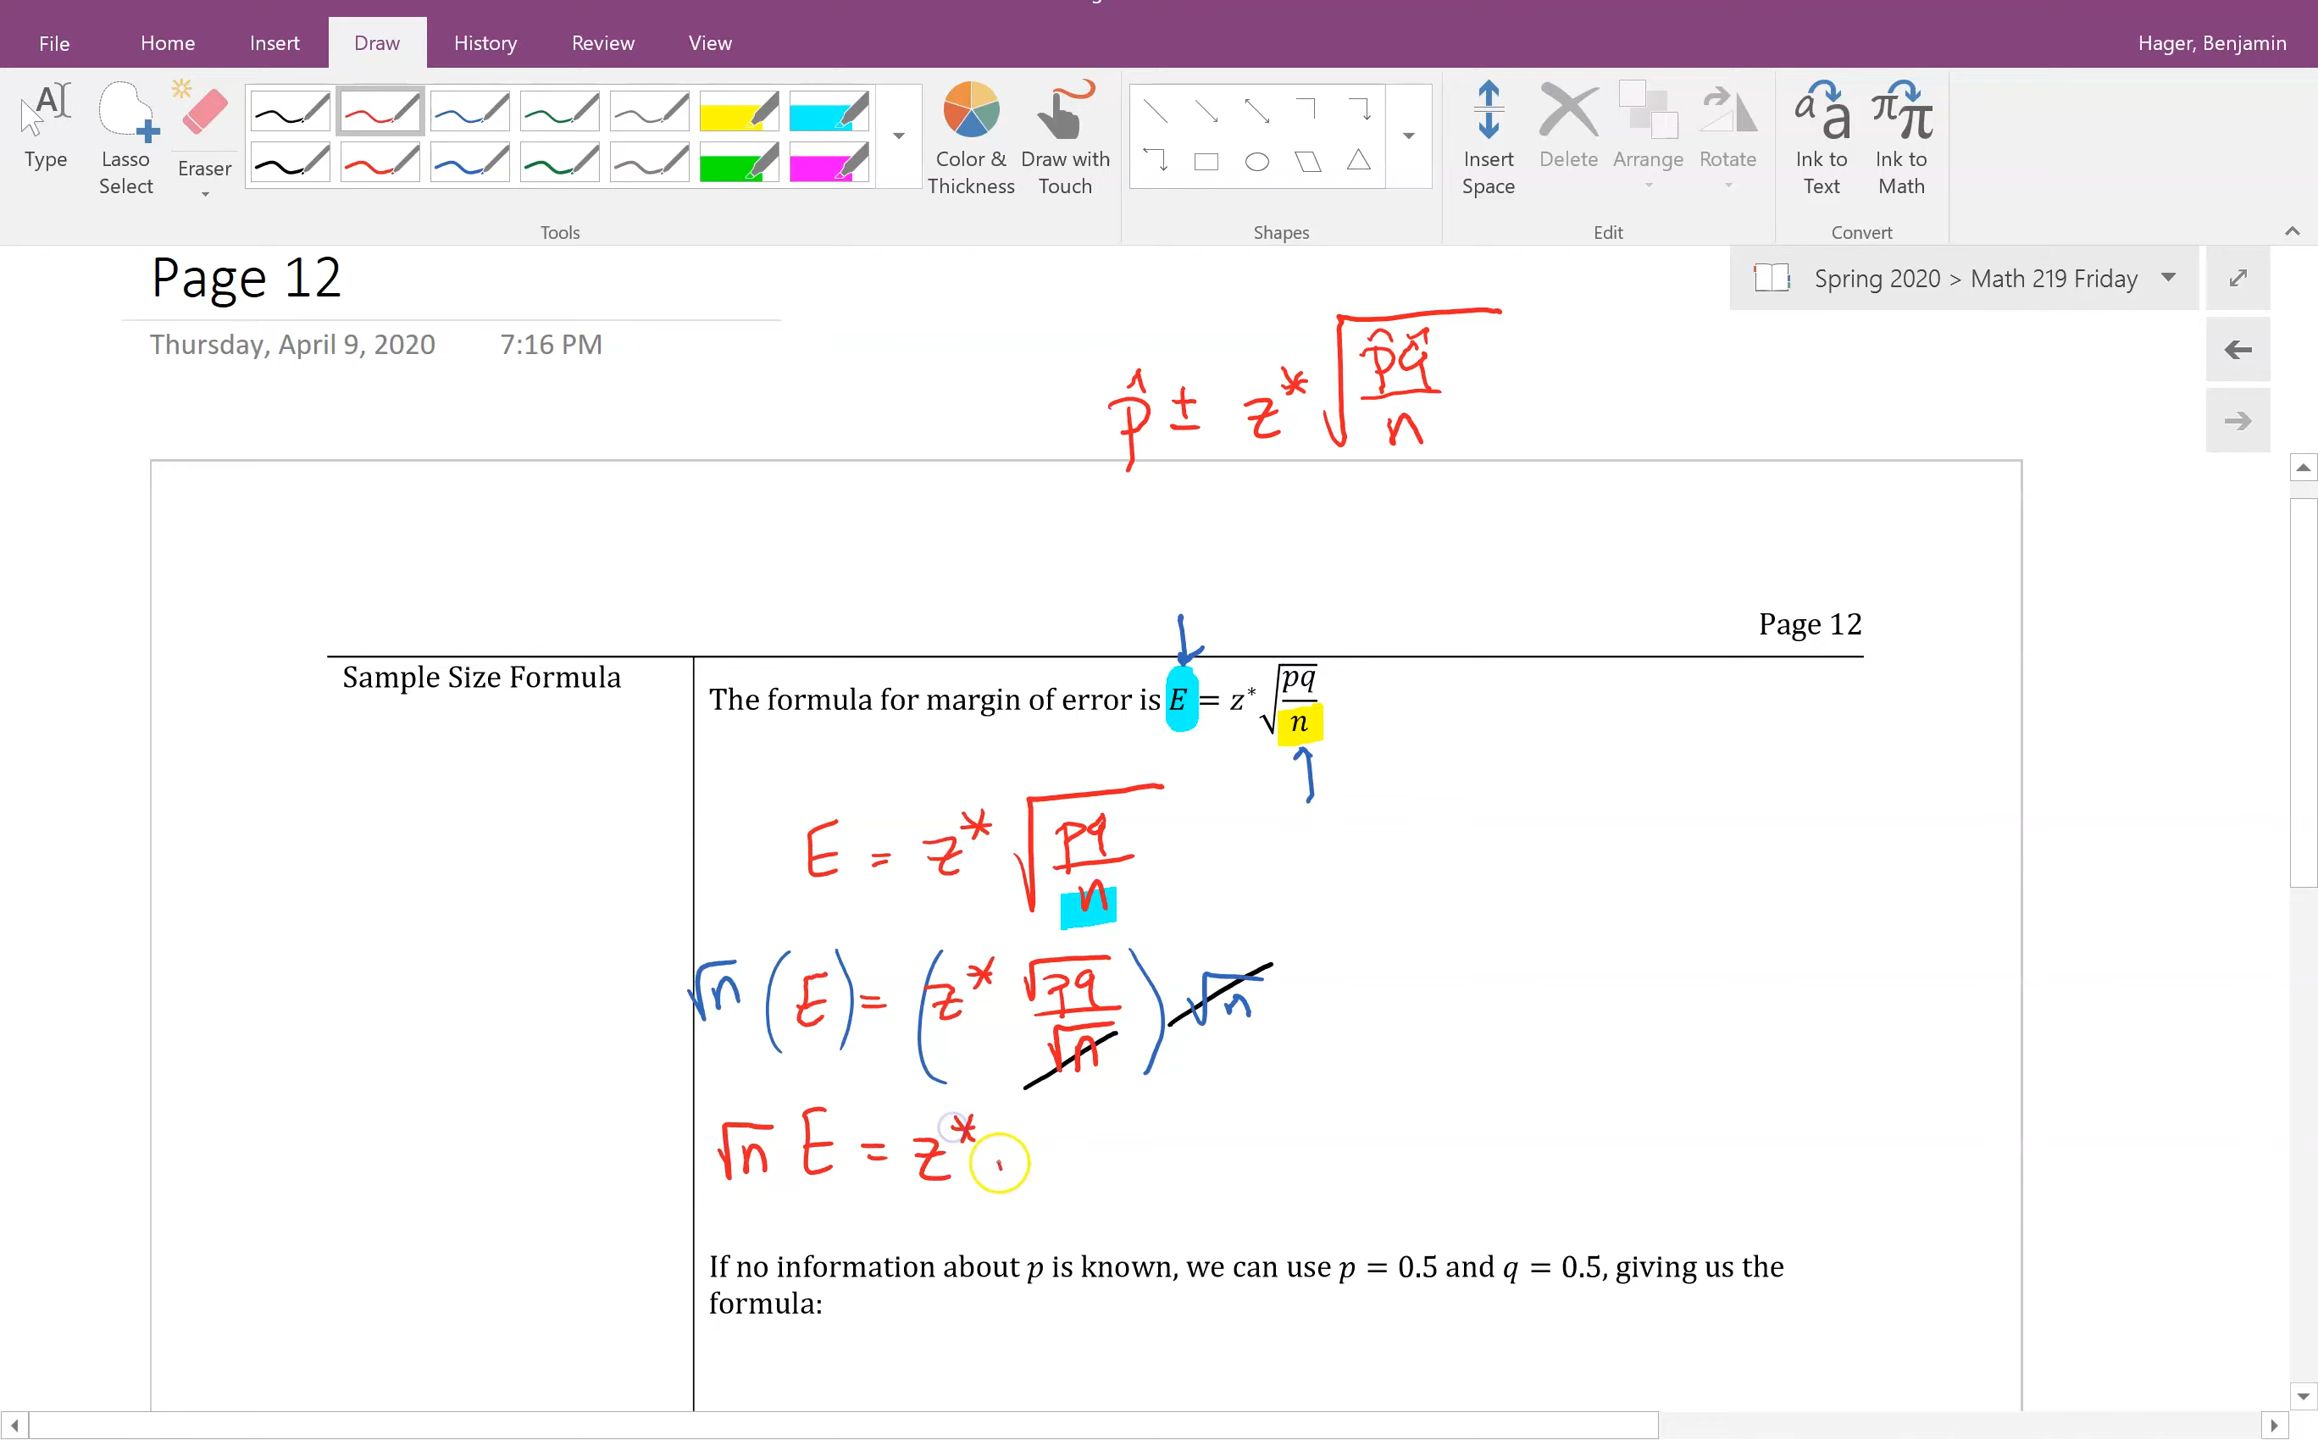 File Home Insert Draw History Review View Hager, Benjamin
Type Lasso Select Eraser Color & Thickness Draw with Touch Insert Space Delete Arrange Rotate Ink to Text Ink to Math
Tools Shapes Edit Convert
Page 12
Spring 2020 > Math 219 Friday
Thursday, April 9, 2020 7:16 PM
p̂ ± z* √(p̂q̂/n)
Page 12
Sample Size Formula
The formula for margin of error is E = z* √(pq/n)
E = z* √(pq/n)
√n (E) = (z* √pq/√n) √n
√n E = z* .
If no information about p is known, we can use p = 0.5 and q = 0.5, giving us the
formula: